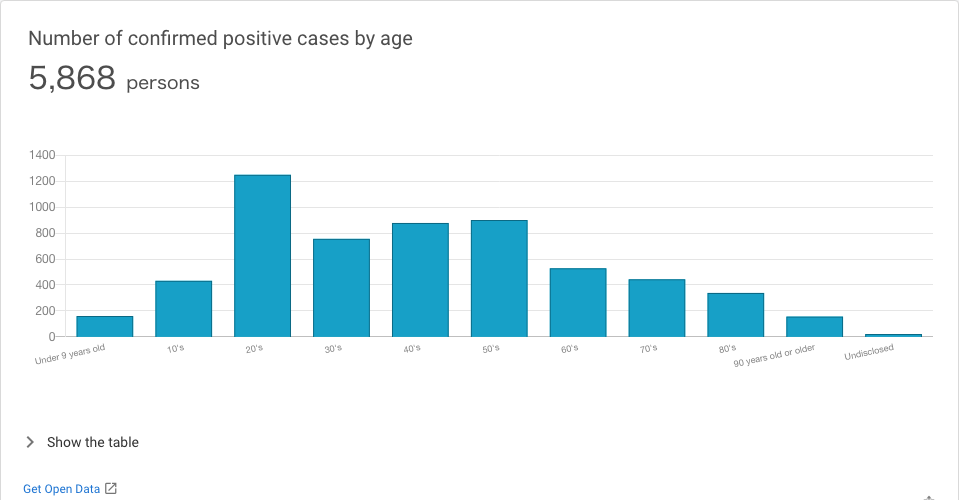 Number of confirmed positive cases by age
5,868 persons
1400
1200
1000
800
600
400
200
0
Under 9 years old
10's
20's
30's
40's
50's
60's
70's
80's
90 years old or older
Undisclosed
Show the table
Get Open Data